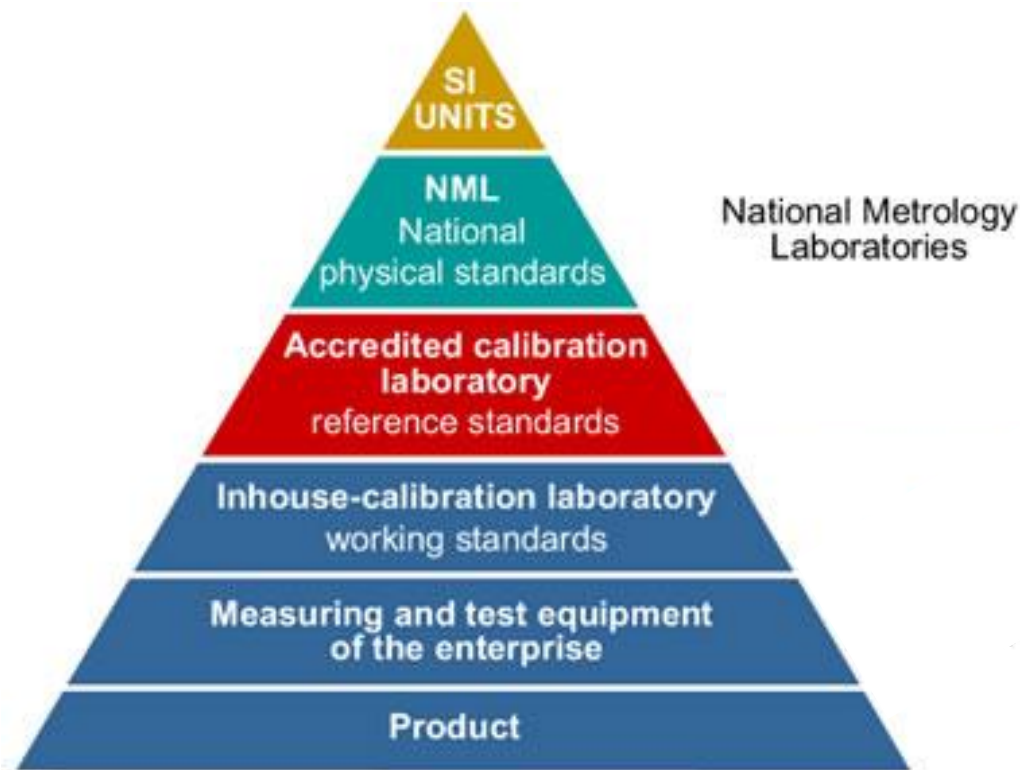 SI
UNITS
NML
National
physical standards
National Metrology
Laboratories
Accredited calibration
laboratory
reference standards
Inhouse-calibration laboratory
working standards
Measuring and test equipment
of the enterprise
Product